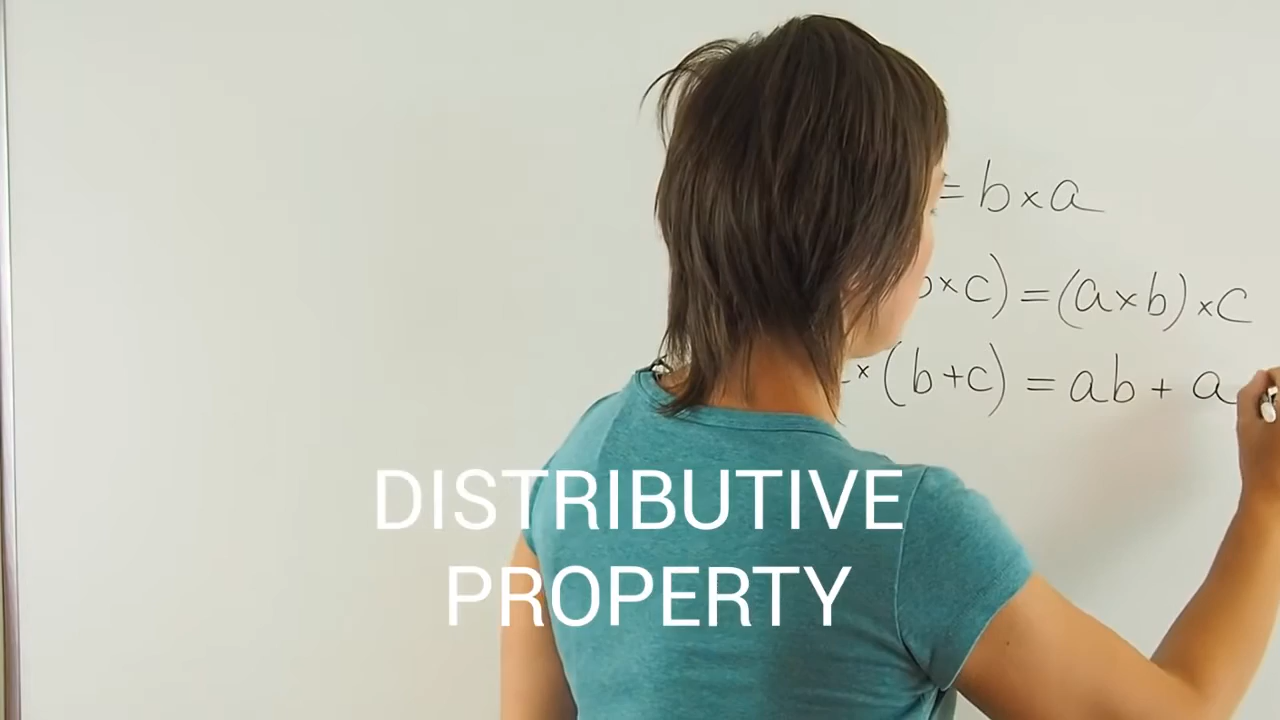 = b×a
×c) = (a×b)×c
×(b+c) = ab + a
DISTRIBUTIVE
PROPERTY